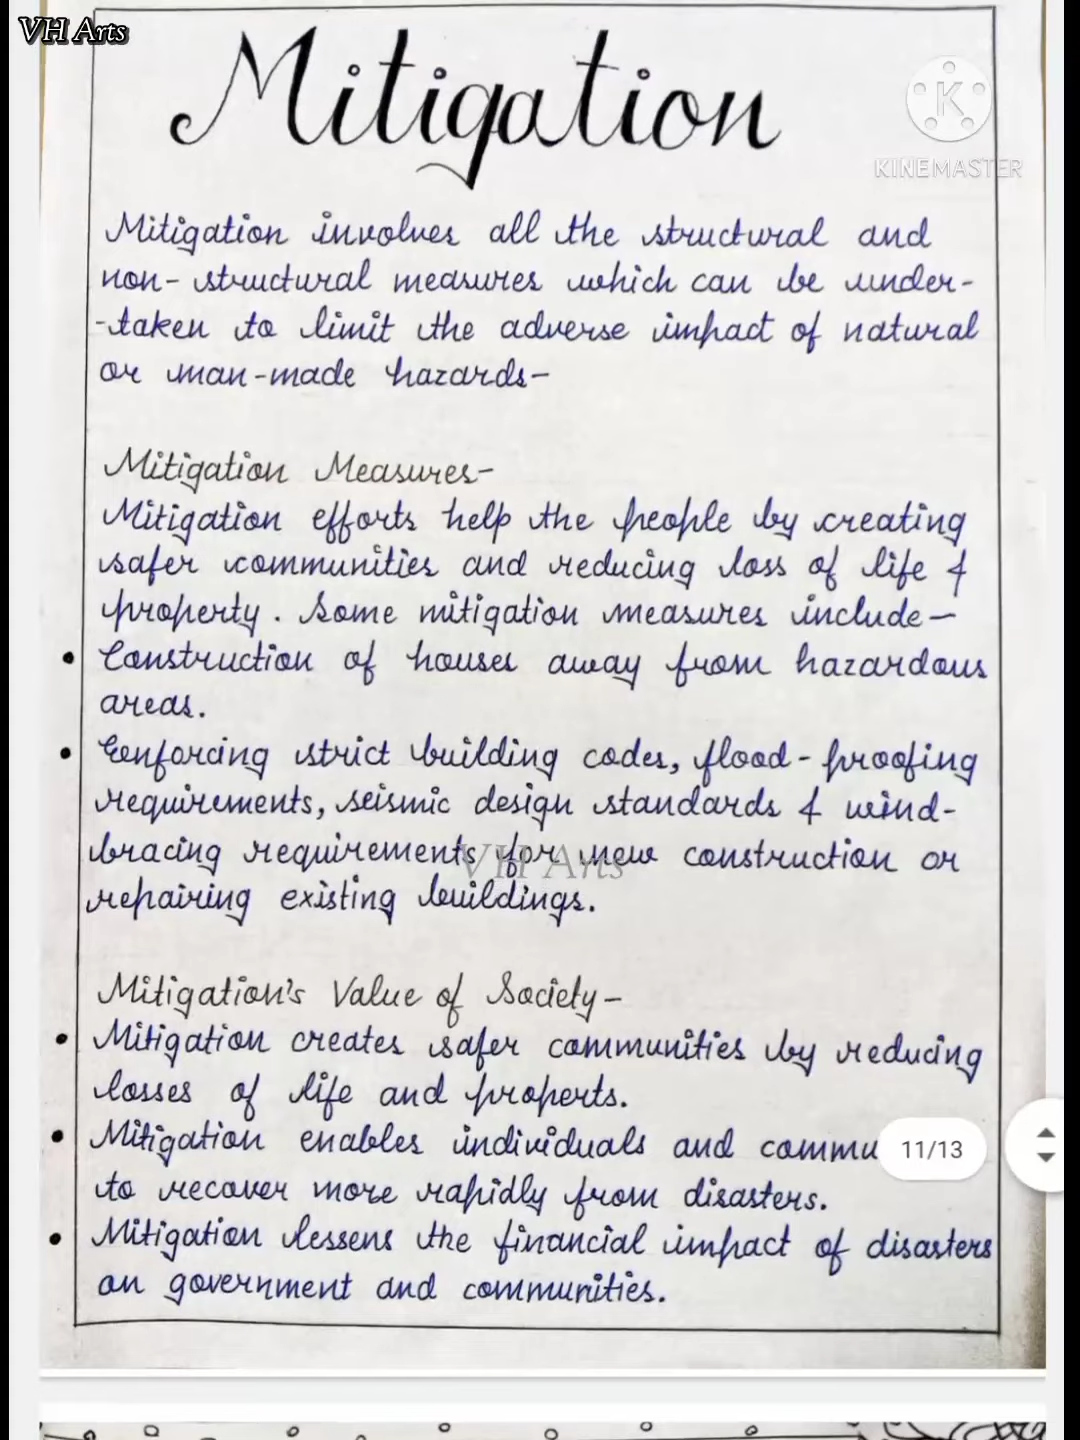 VH Arts
Mitigation
KINEMASTER
Mitigation involves all the structural and
non-structural measures which can be under-
-taken to limit the adverse impact of natural
or man-made hazards-
Mitigation Measures-
Mitigation efforts help the people by creating
safer communities and reducing loss of life &
property. Some mitigation measures include-
• Construction of houses away from hazardous
areas.
• Eenforcing strict building codes, flood-proofing
requirements, seismic design standards & wind-
bracing requirements for new construction or
VH Arts
repairing existing buildings.
Mitigation's Value of Society-
• Mitigation creates safer communities by reducing
losses of life and properts.
• Mitigation enables individuals and commu
11/13
to recover more rapidly from disasters.
• Mitigation lessens the financial impact of disasters
on government and communities.